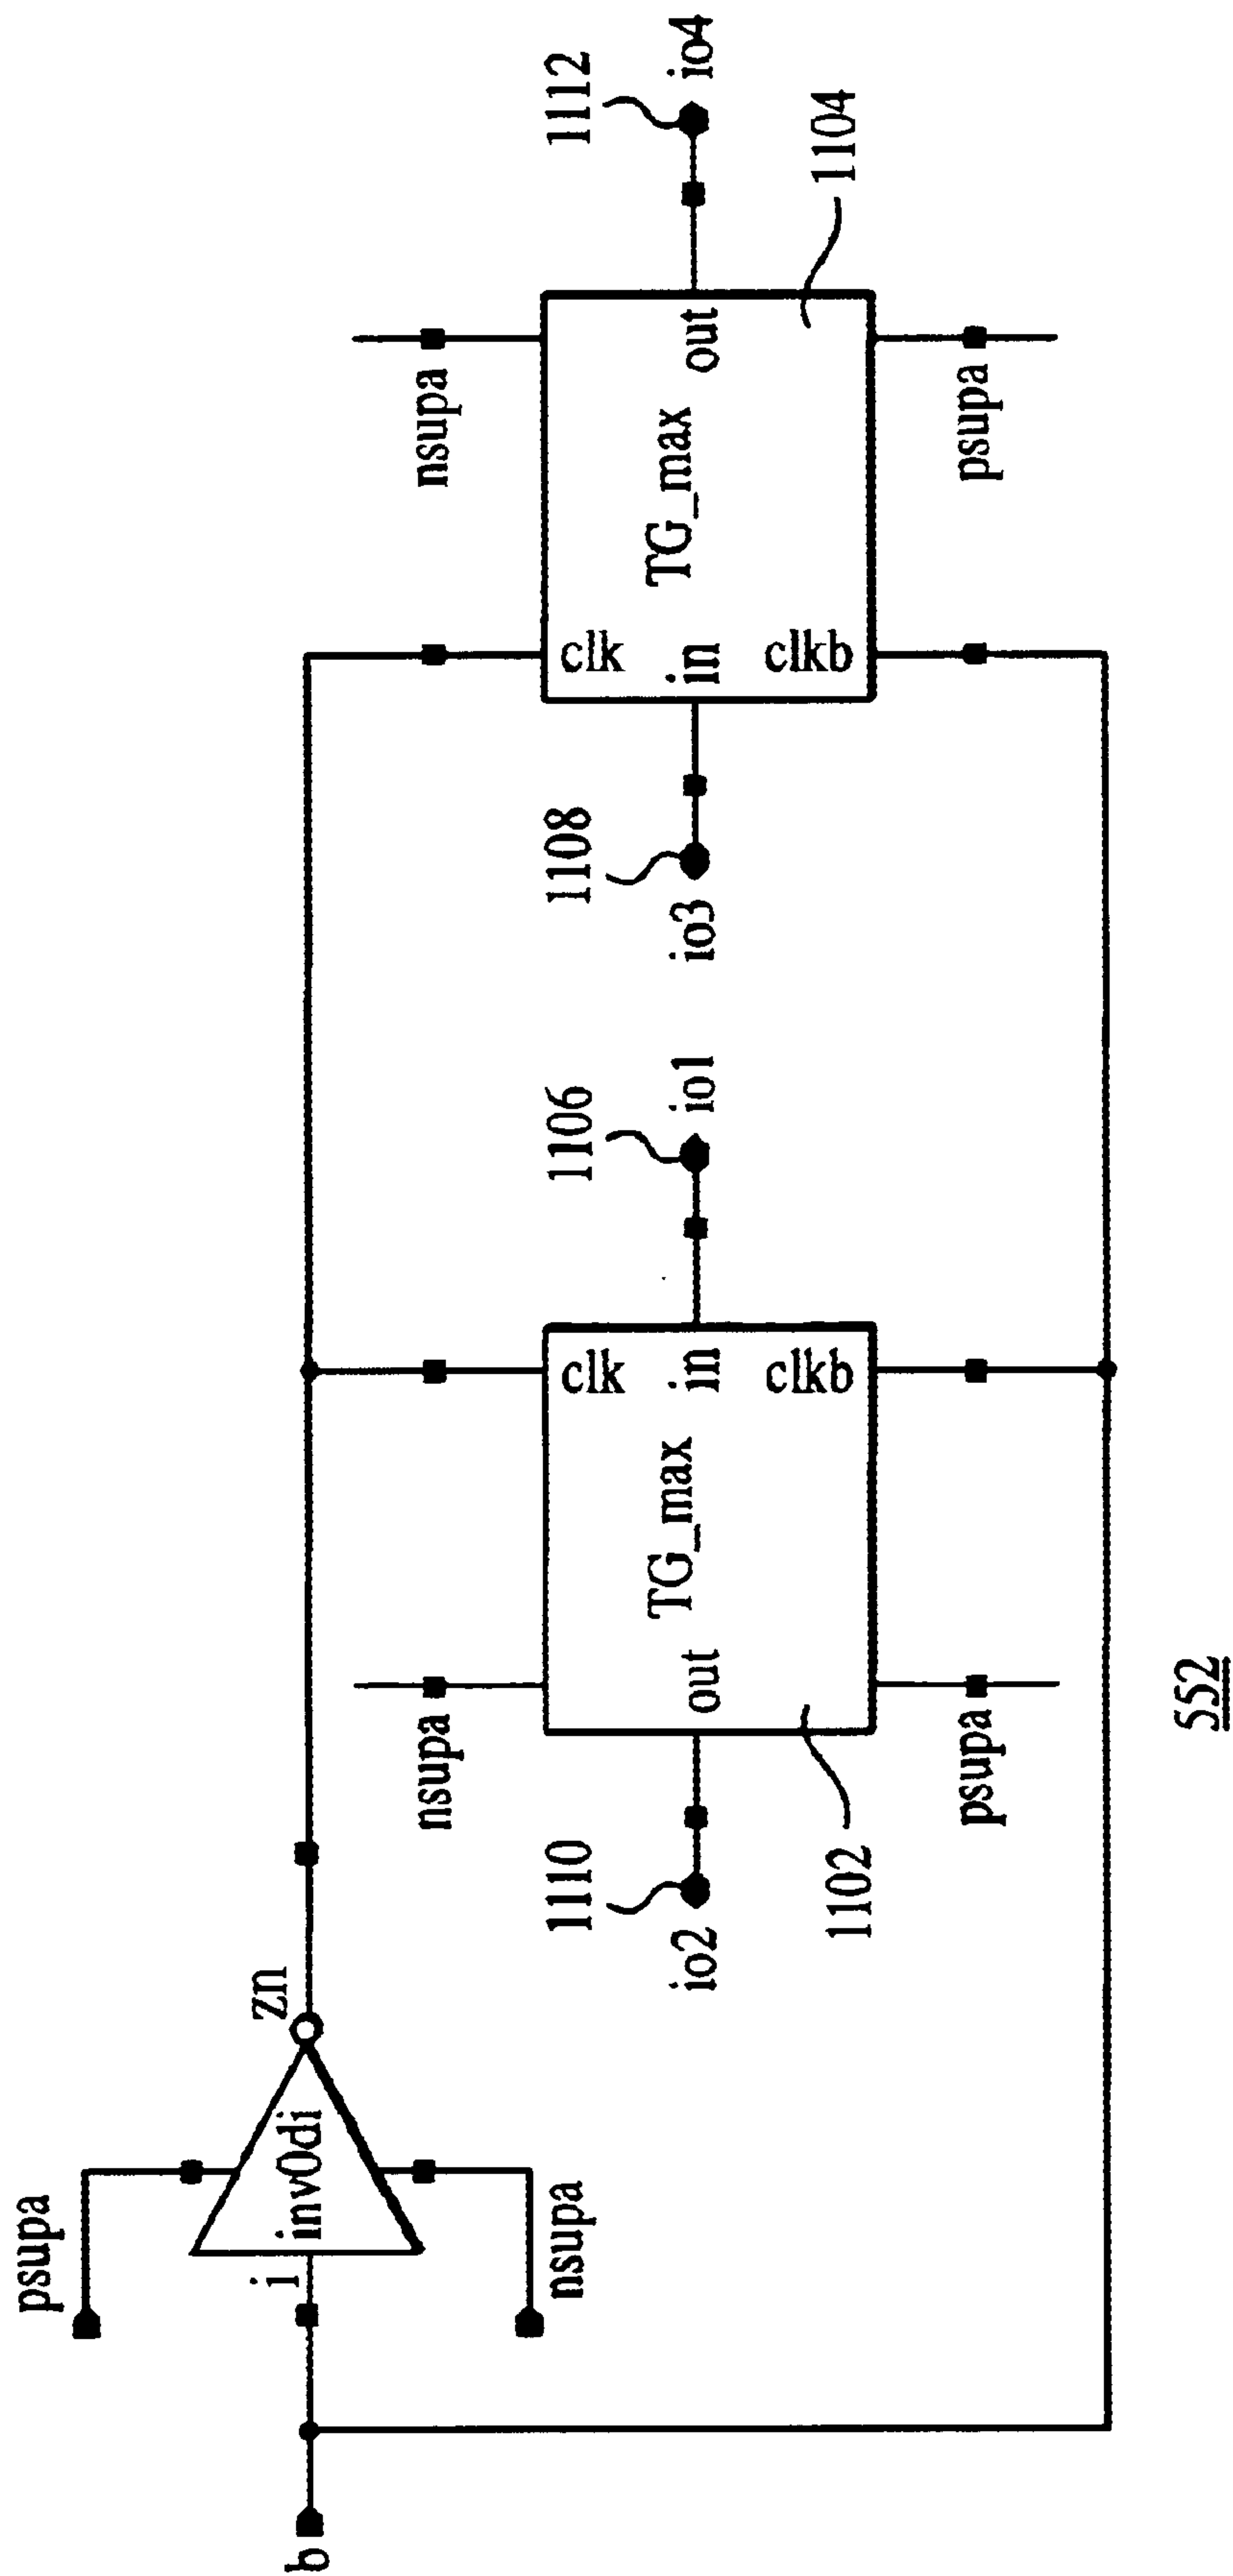 b
i
inv0di
zn
psupa
nsupa
io2
1110
out
TG_max
in
clk
clkb
nsupa
psupa
1102
1106
io1
io3
1108
in
clk
clkb
TG_max
out
nsupa
psupa
1104
1112
io4
552